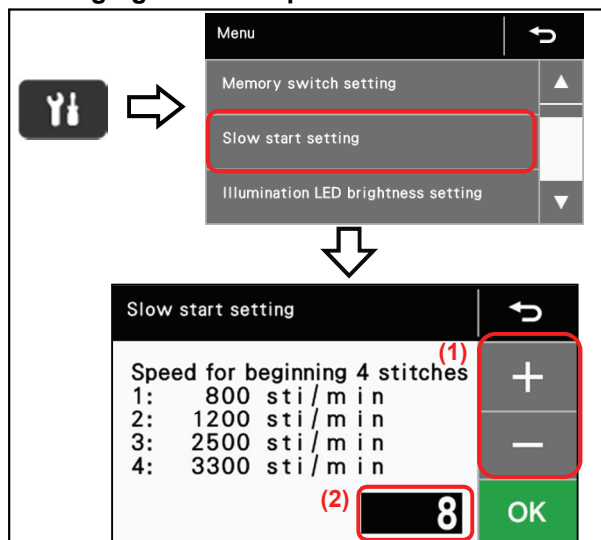 Menu
Memory switch setting
Slow start setting
Illumination LED brightness setting
Slow start setting
(1)
Speed for beginning 4 stitches
1: 800 sti/min
2: 1200 sti/min
3: 2500 sti/min
4: 3300 sti/min
(2)
8
OK